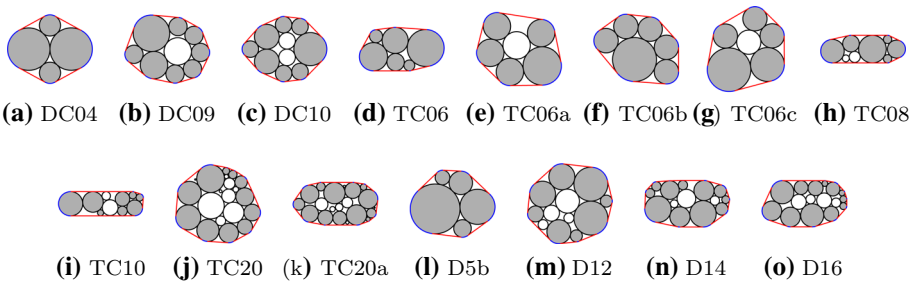 (a) DC04 (b) DC09 (c) DC10 (d) TC06 (e) TC06a (f) TC06b (g) TC06c (h) TC08
(i) TC10 (j) TC20 (k) TC20a (l) D5b (m) D12 (n) D14 (o) D16